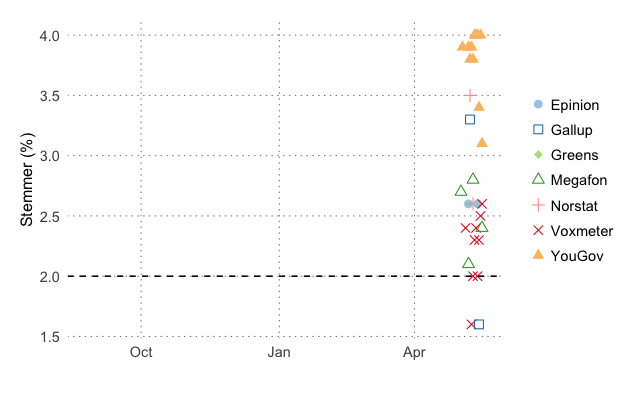 4.0
3.5
3.0
2.5
2.0
1.5
Stemmer (%)
Oct
Jan
Apr
Epinion
Gallup
Greens
Megafon
Norstat
Voxmeter
YouGov